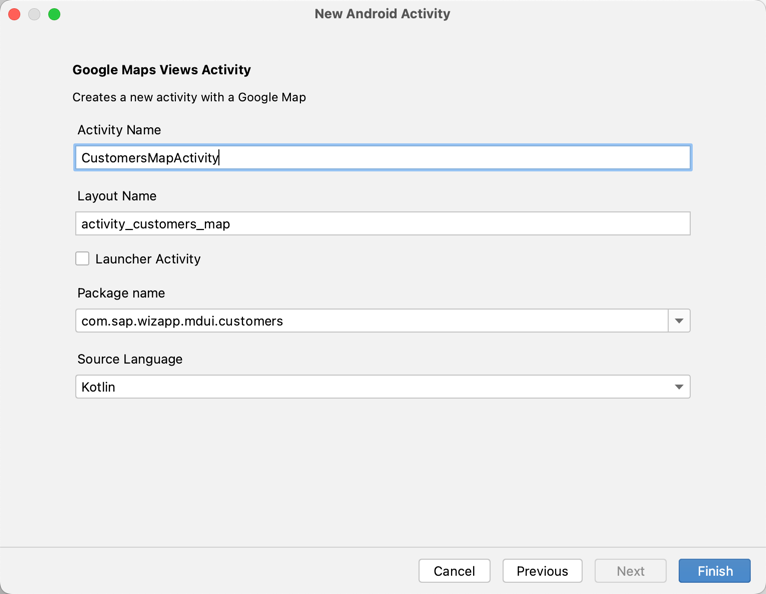 New Android Activity
Google Maps Views Activity
Creates a new activity with a Google Map
Activity Name
CustomersMapActivity
Layout Name
activity_customers_map
Launcher Activity
Package name
com.sap.wizapp.mdui.customers
Source Language
Kotlin
Cancel Previous Next Finish